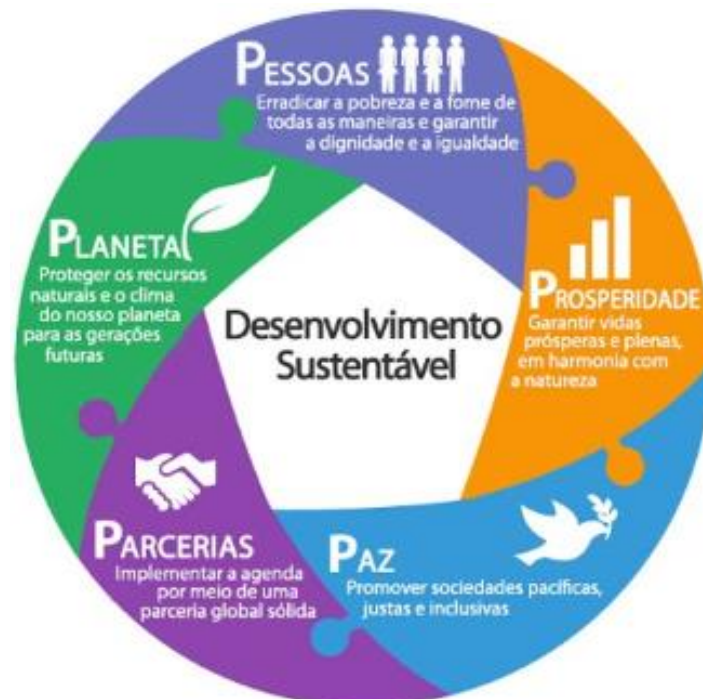 PESSOAS
Erradicar a pobreza e a fome de
todas as maneiras e garantir
a dignidade e a igualdade
PROSPERIDADE
Garantir vidas
prósperas e plenas,
em harmonia com
a natureza
PAZ
Promover sociedades pacíficas,
justas e inclusivas
PARCERIAS
Implementar a agenda
por meio de uma
parceria global sólida
PLANETA
Proteger os recursos
naturais e o clima
do nosso planeta
para as gerações
futuras
Desenvolvimento
Sustentável